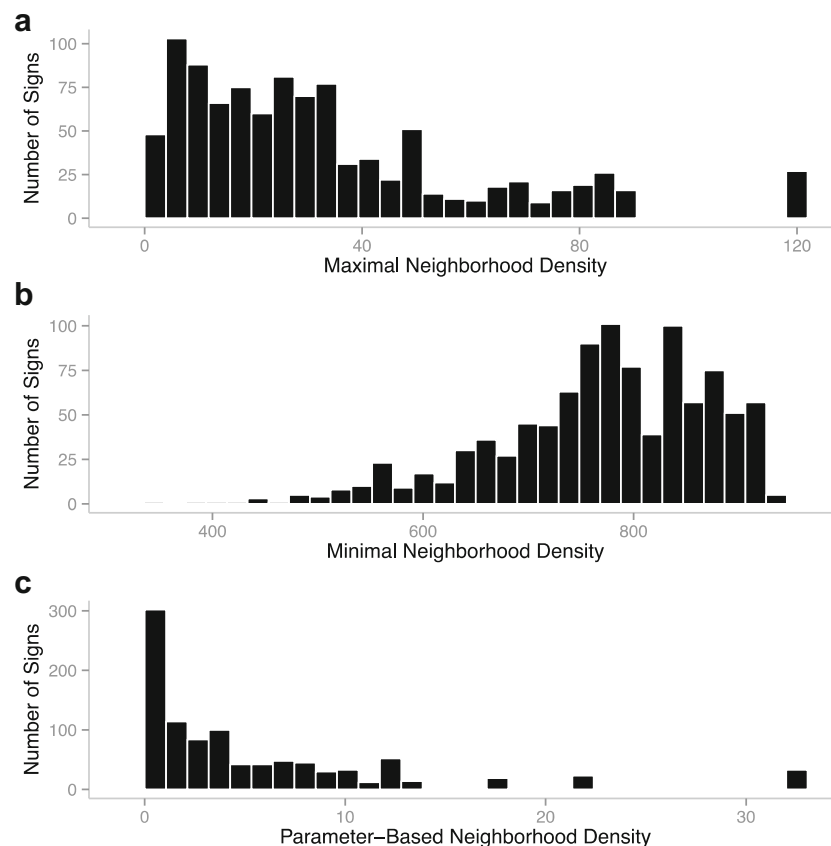 a
Number of Signs
100
75
50
25
0
0 40 80 120
Maximal Neighborhood Density
b
Number of Signs
100
75
50
25
0
400 600 800
Minimal Neighborhood Density
c
Number of Signs
300
200
100
0
0 10 20 30
Parameter−Based Neighborhood Density